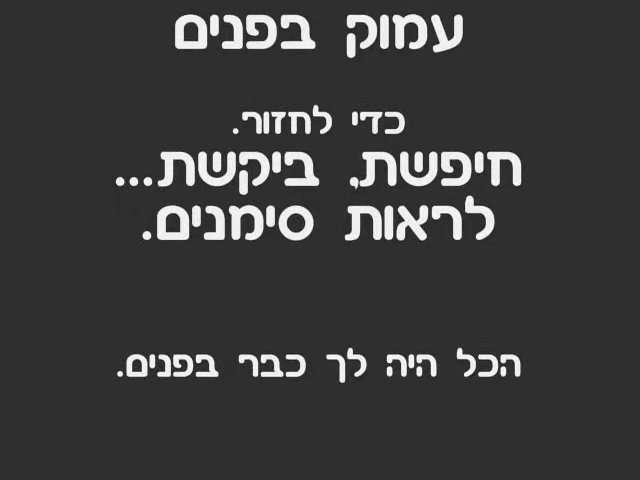 עמוק בפנים
כדי לחזור.
חיפשת, ביקשת...
לראות סימנים.
הכל היה לך כבר בפנים.